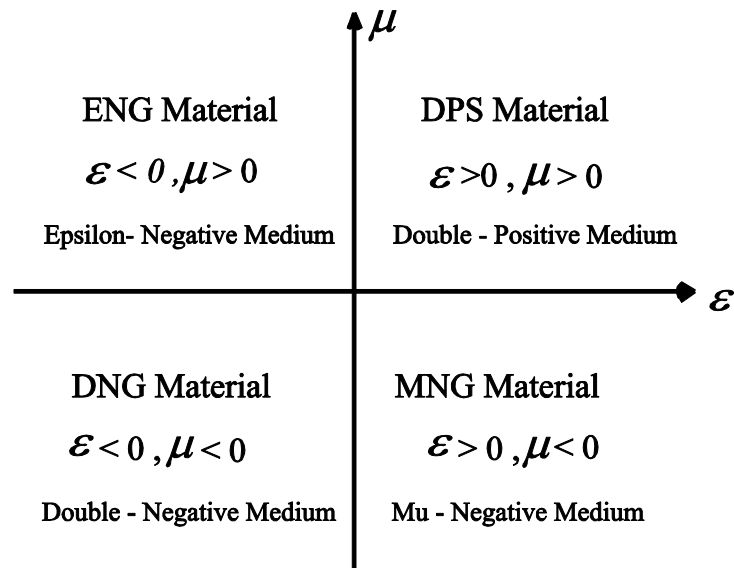 μ
ENG Material
ε < 0 , μ > 0
Epsilon- Negative Medium
DPS Material
ε >0 , μ > 0
Double - Positive Medium
ε
DNG Material
ε < 0 , μ < 0
Double - Negative Medium
MNG Material
ε > 0 , μ < 0
Mu - Negative Medium